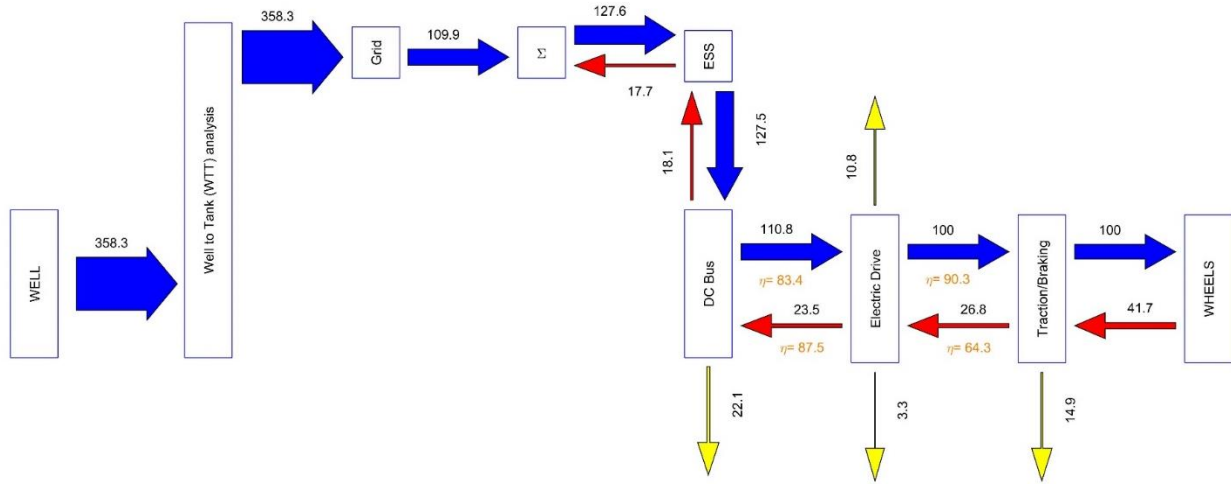 358.3
127.6
358.3
109.9
Grid
Σ
ESS
17.7
Well to Tank (WTT) analysis
18.1
127.5
10.8
358.3
WELL
DC Bus
110.8
η= 83.4
Electric Drive
100
η= 90.3
Traction/Braking
100
WHEELS
23.5
η= 87.5
26.8
η= 64.3
41.7
22.1
3.3
14.9